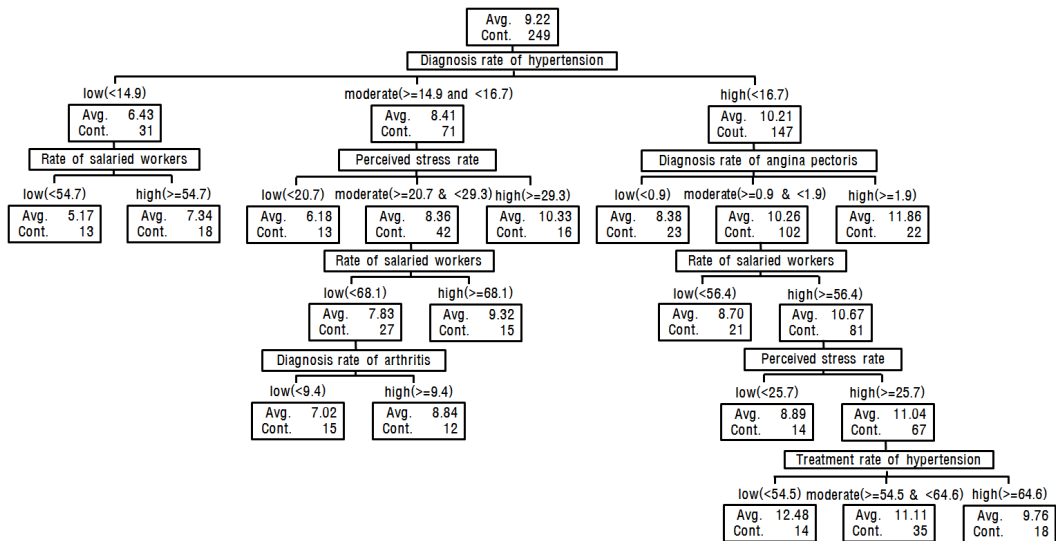 Avg. 9.22
Cont. 249
Diagnosis rate of hypertension
low(<14.9) moderate(>=14.9 and <16.7) high(<16.7)
Avg. 6.43 Avg. 8.41 Avg. 10.21
Cont. 31 Cont. 71 Cout. 147
Rate of salaried workers Perceived stress rate Diagnosis rate of angina pectoris
low(<54.7) high(>=54.7) low(<20.7) moderate(>=20.7 & <29.3) high(>=29.3) low(<0.9) moderate(>=0.9 & <1.9) high(>=1.9)
Avg. 5.17 Avg. 7.34 Avg. 6.18 Avg. 8.36 Avg. 10.33 Avg. 8.38 Avg. 10.26 Avg. 11.86
Cont. 13 Cont. 18 Cont. 13 Cont. 42 Cont. 16 Cont. 23 Cont. 102 Cont. 22
Rate of salaried workers Rate of salaried workers
low(<68.1) high(>=68.1) low(<56.4) high(>=56.4)
Avg. 7.83 Avg. 9.32 Avg. 8.70 Avg. 10.67
Cont. 27 Cont. 15 Cont. 21 Cont. 81
Diagnosis rate of arthritis Perceived stress rate
low(<9.4) high(>=9.4) low(<25.7) high(>=25.7)
Avg. 7.02 Avg. 8.84 Avg. 8.89 Avg. 11.04
Cont. 15 Cont. 12 Cont. 14 Cont. 67
Treatment rate of hypertension
low(<54.5) moderate(>=54.5 & <64.6) high(>=64.6)
Avg. 12.48 Avg. 11.11 Avg. 9.76
Cont. 14 Cont. 35 Cont. 18